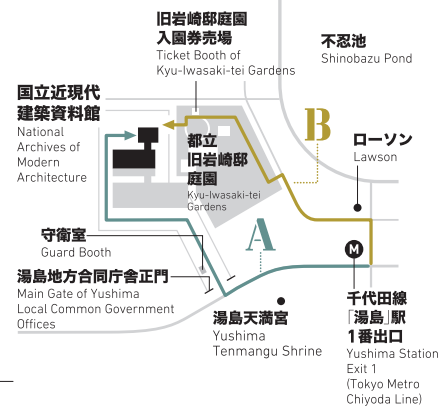 旧岩崎邸庭園
入園券売場
Ticket Booth of
Kyu-Iwasaki-tei Gardens
不忍池
Shinobazu Pond
国立近現代
建築資料館
National
Archives of
Modern
Architecture
都立
旧岩崎邸
庭園
Kyu-Iwasaki-tei
Gardens
B
ローソン
Lawson
守衛室
Guard Booth
A
M
湯島地方合同庁舎正門
Main Gate of Yushima
Local Common Government
Offices
湯島天満宮
Yushima
Tenmangu Shrine
千代田線
「湯島」駅
1番出口
Yushima Station
Exit 1
(Tokyo Metro
Chiyoda Line)